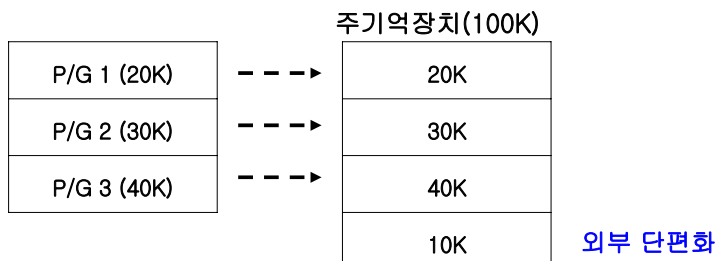 주기억장치(100K)
P/G 1 (20K)
20K
P/G 2 (30K)
30K
P/G 3 (40K)
40K
10K
외부 단편화